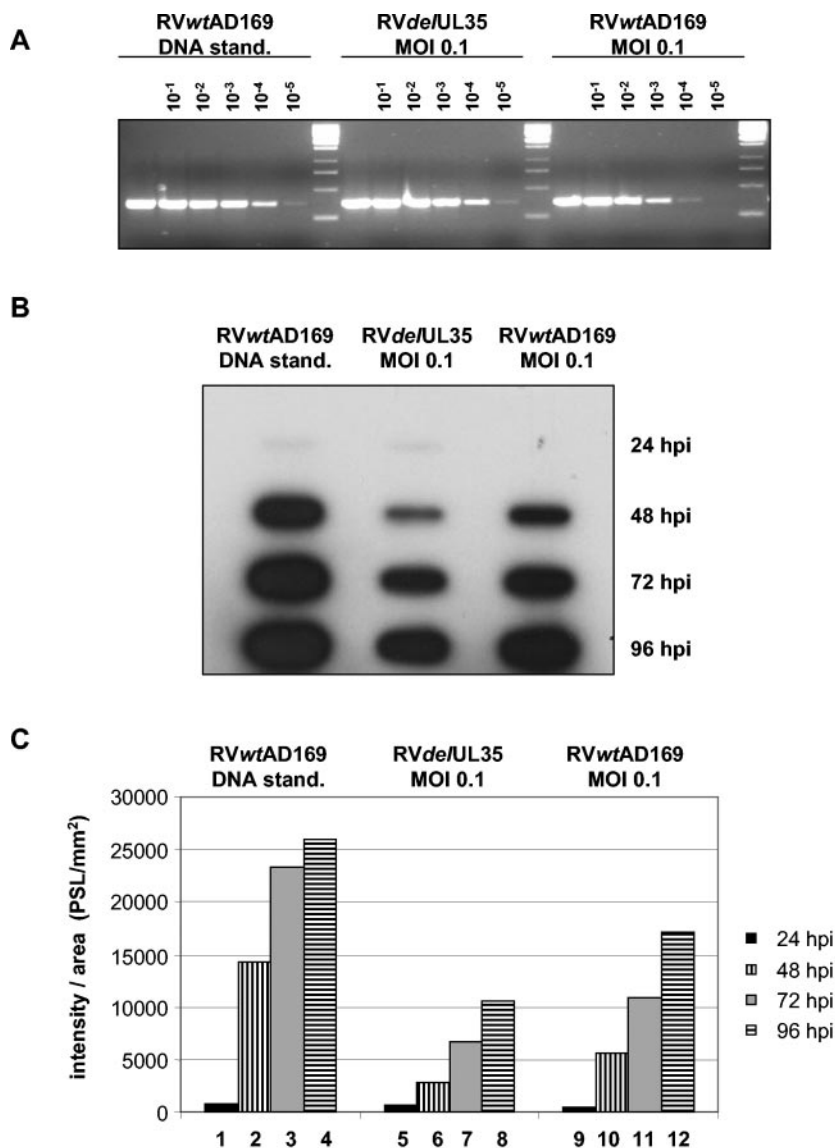 A
RVwtAD169
DNA stand.
RVdelUL35
MOI 0.1
RVwtAD169
MOI 0.1
10-1 10-2 10-3 10-4 10-5
10-1 10-2 10-3 10-4 10-5
10-1 10-2 10-3 10-4 10-5
B
RVwtAD169
DNA stand.
RVdelUL35
MOI 0.1
RVwtAD169
MOI 0.1
24 hpi
48 hpi
72 hpi
96 hpi
C
RVwtAD169
DNA stand.
RVdelUL35
MOI 0.1
RVwtAD169
MOI 0.1
intensity / area (PSL/mm²)
30000
25000
20000
15000
10000
5000
0
1 2 3 4 5 6 7 8 9 10 11 12
24 hpi
48 hpi
72 hpi
96 hpi